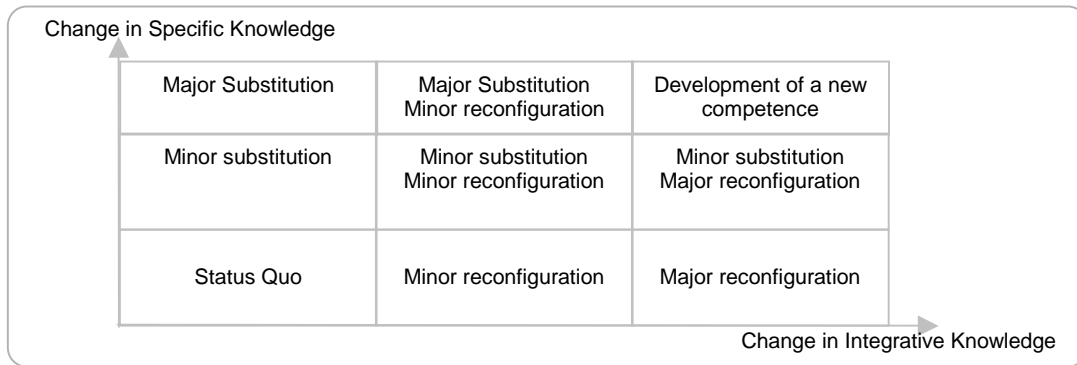 Change in Specific Knowledge
Major Substitution
Major Substitution
Minor reconfiguration
Development of a new
competence
Minor substitution
Minor substitution
Minor reconfiguration
Minor substitution
Major reconfiguration
Status Quo
Minor reconfiguration
Major reconfiguration
Change in Integrative Knowledge